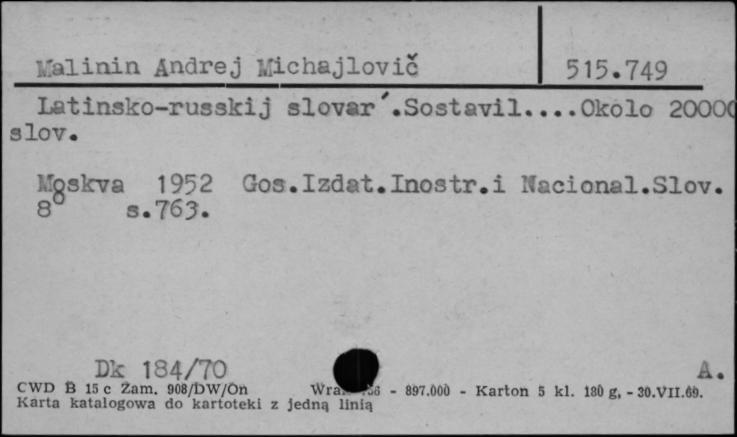 Malinin Andrej Michajlovič 515.749
Latinsko-russkij slovar´.Sostavil....Okolo 20000
slov.
Moskva 1952 Gos.Izdat.Inostr.i Nacional.Slov.
8° s.763.
Dk 184/70 A.
CWD B 15 c Zam. 908/DW/On - 897.000 - Karton 5 kl. 180 g, - 30.VII.69.
Karta katalogowa do kartoteki z jedną linią